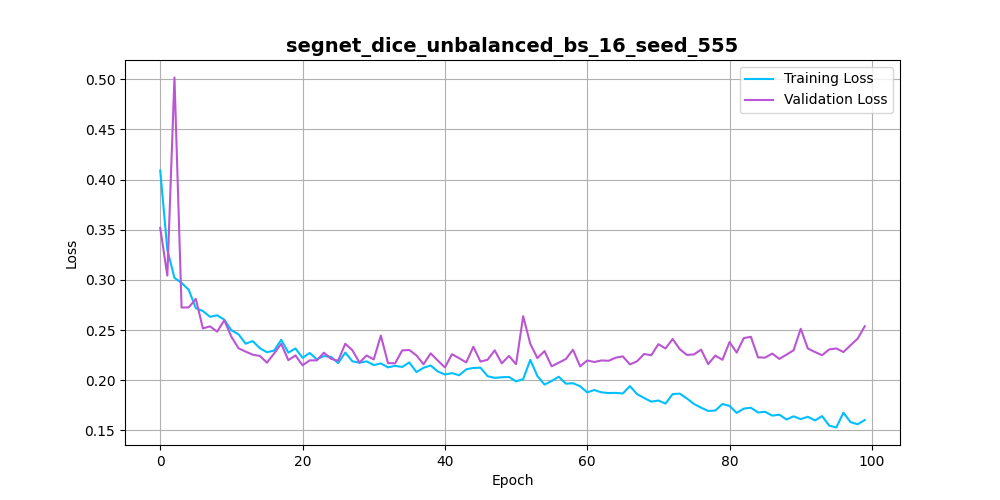 segnet_dice_unbalanced_bs_16_seed_555
Training Loss
Validation Loss
0.50
0.45
0.40
0.35
0.30
0.25
0.20
0.15
Loss
0 20 40 60 80 100
Epoch